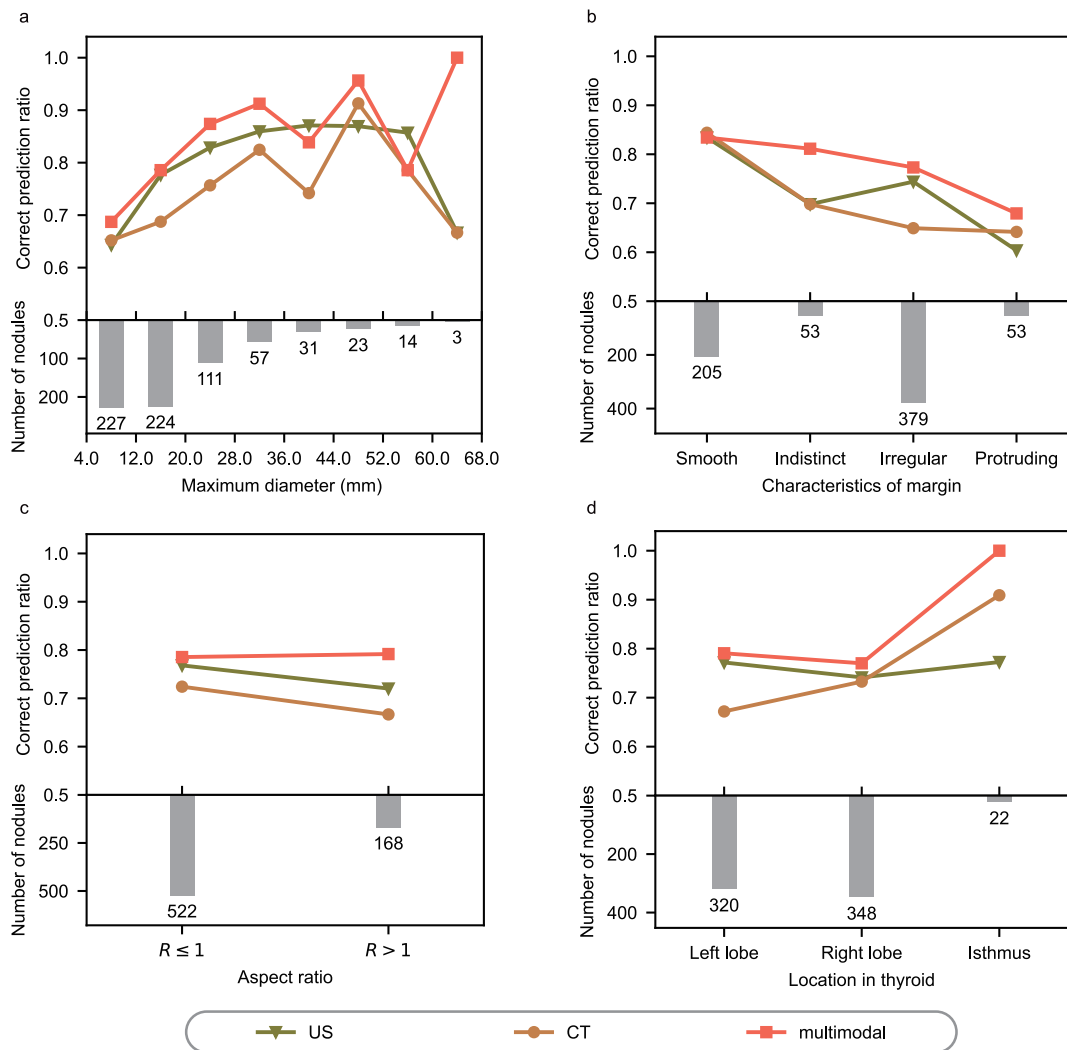 a
Correct prediction ratio
1.0
0.9
0.8
0.7
0.6
0.5
Number of nodules
100
200
227
224
111
57
31
23
14
3
4.0 12.0 20.0 28.0 36.0 44.0 52.0 60.0 68.0
Maximum diameter (mm)
b
Correct prediction ratio
1.0
0.9
0.8
0.7
0.6
0.5
Number of nodules
200
400
205
53
379
53
Smooth Indistinct Irregular Protruding
Characteristics of margin
c
Correct prediction ratio
1.0
0.9
0.8
0.7
0.6
0.5
Number of nodules
250
500
522
168
R ≤ 1 R > 1
Aspect ratio
d
Correct prediction ratio
1.0
0.9
0.8
0.7
0.6
0.5
Number of nodules
200
400
320
348
22
Left lobe Right lobe Isthmus
Location in thyroid
US CT multimodal